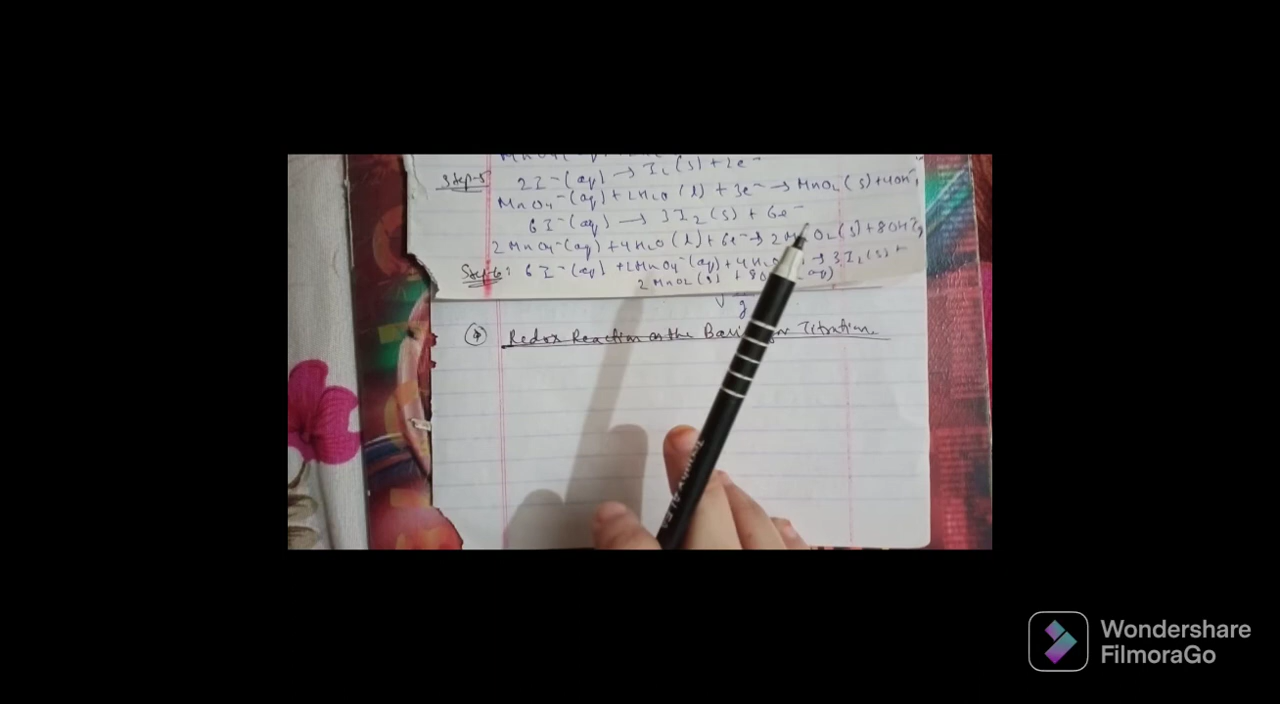 Step-5 2I⁻(aq) → I₂(s) + 2e⁻
MnO4⁻(aq) + 2H₂O(l) + 3e⁻ → MnO₂(s) + 4OH⁻
6I⁻(aq) → 3I₂(s) + 6e⁻
2MnO4⁻(aq) + 4H₂O(l) + 6e⁻ → 2MnO₂(s) + 8OH⁻
Step-6: 6I⁻(aq) + 2MnO4⁻(aq) + 4H₂O → 3I₂(s) +
2MnO₂(s) + 8O aq)
Redox Reaction as the Basis for Titration.
Wondershare
FilmoraGo